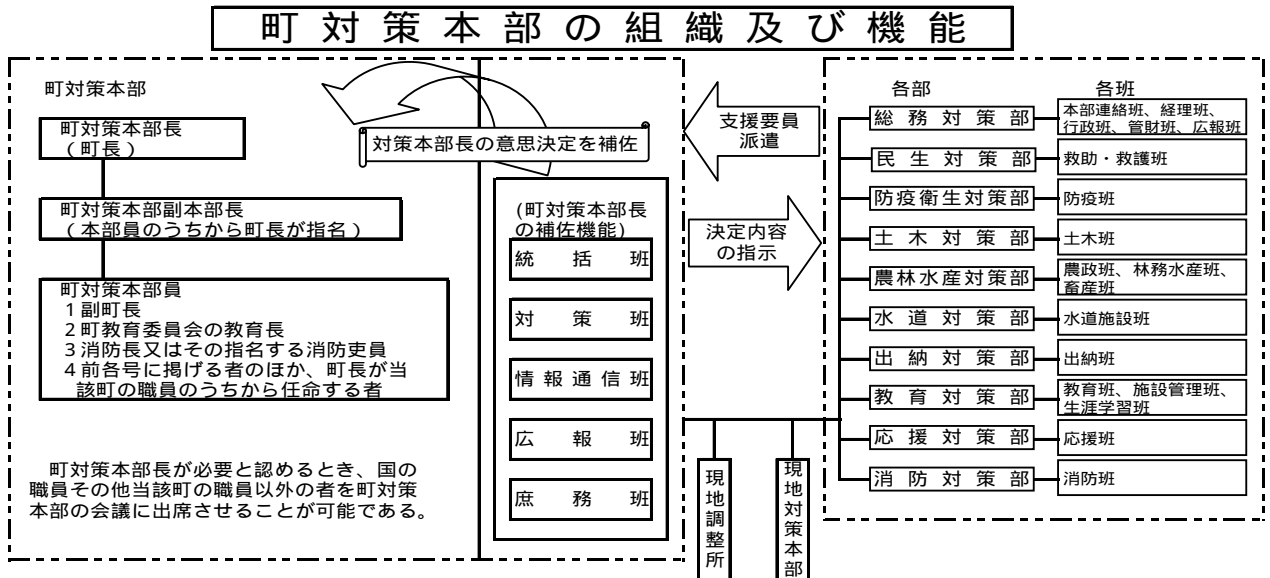 町対策本部の組織及び機能
町対策本部
町対策本部長
(町長)
町対策本部副本部長
(本部員のうちから町長が指名)
町対策本部員
1副町長
2町教育委員会の教育長
3消防長又はその指名する消防吏員
4前各号に掲げる者のほか、町長が当
該町の職員のうちから任命する者
町対策本部長が必要と認めるとき、国の
職員その他当該町の職員以外の者を町対策
本部の会議に出席させることが可能である。
対策本部長の意思決定を補佐
(町対策本部長
の補佐機能)
統括班
対策班
情報通信班
広報班
庶務班
支援要員
派遣
決定内容
の指示
現地調整所
現地対策本部
各部
各班
総務対策部
本部連絡班、経理班、
行政班、管財班、広報班
民生対策部
救助・救護班
防疫衛生対策部
防疫班
土木対策部
土木班
農林水産対策部
農政班、林務水産班、
畜産班
水道対策部
水道施設班
出納対策部
出納班
教育対策部
教育班、施設管理班、
生涯学習班
応援対策部
応援班
消防対策部
消防班